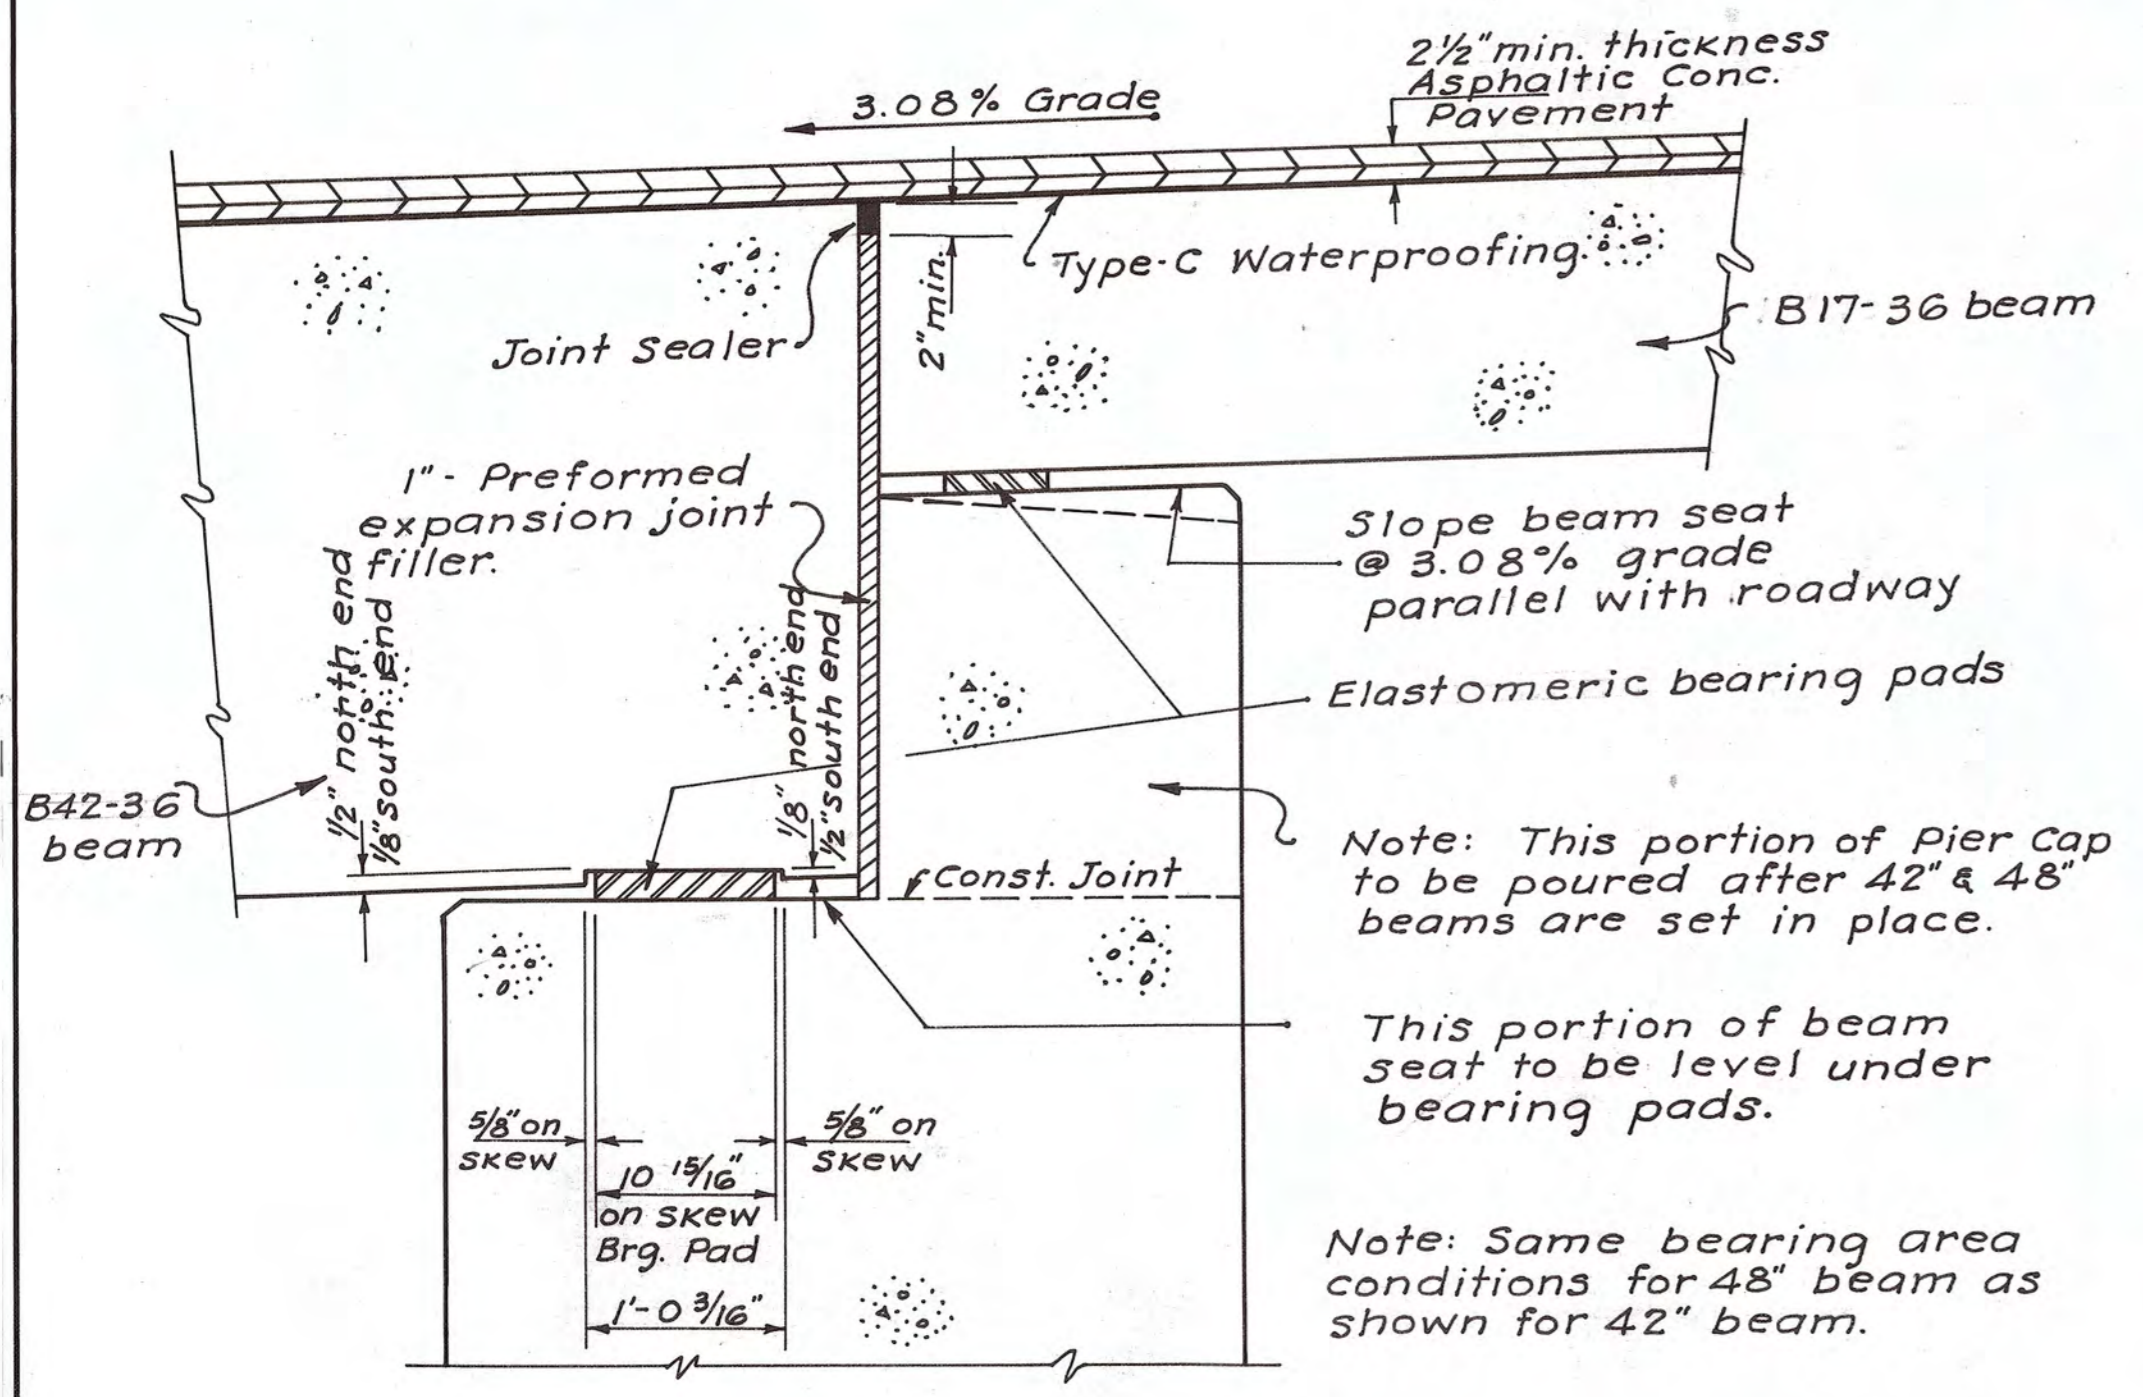 2½" min. thickness
Asphaltic Conc.
Pavement
3.08% Grade
Type-C Waterproofing.
B17-36 beam
Joint Sealer
2" min.
1" - Preformed
expansion joint
filler.
Slope beam seat
@ 3.08% grade
parallel with roadway
½" north end
⅛" south end
⅛" north end
½" south end
Elastomeric bearing pads
B42-36
beam
Const. Joint
Note: This portion of Pier Cap
to be poured after 42" & 48"
beams are set in place.
This portion of beam
seat to be level under
bearing pads.
5/8" on
skew
5/8" on
skew
10 15/16"
on skew
Brg. Pad
1'-0 3/16"
Note: Same bearing area
conditions for 48" beam as
shown for 42" beam.